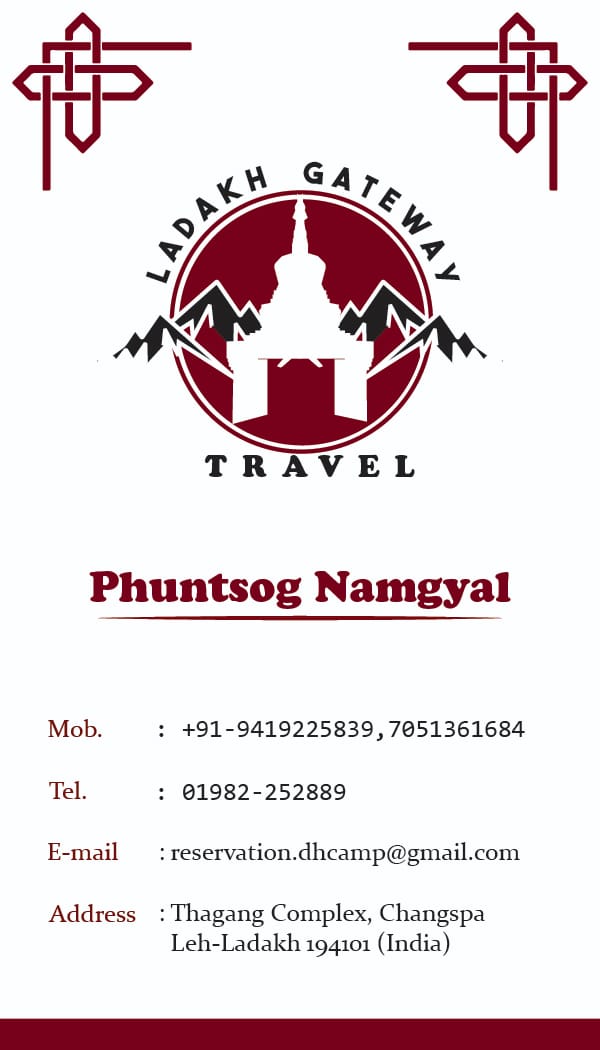 LADAKH GATEWAY
TRAVEL
Phuntsog Namgyal
Mob. : +91-9419225839,7051361684
Tel. : 01982-252889
E-mail : reservation.dhcamp@gmail.com
Address : Thagang Complex, Changspa
Leh-Ladakh 194101 (India)